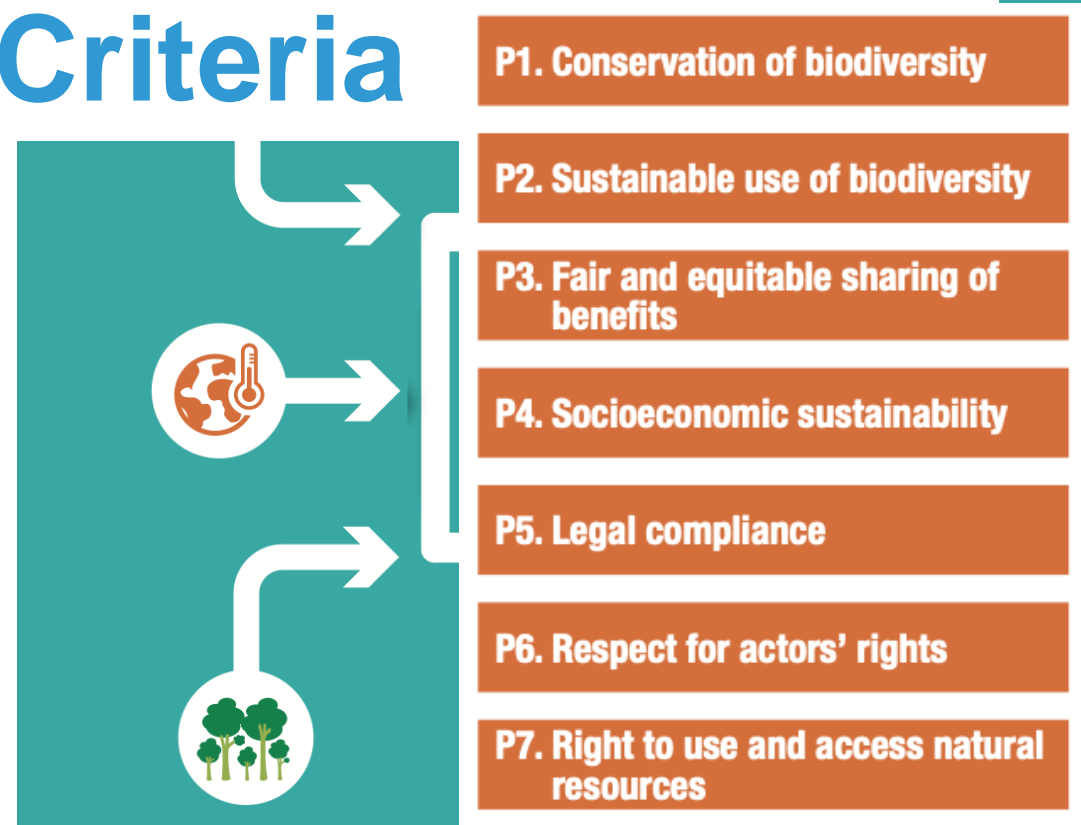 Criteria
P1. Conservation of biodiversity
P2. Sustainable use of biodiversity
P3. Fair and equitable sharing of
benefits
P4. Socioeconomic sustainability
P5. Legal compliance
P6. Respect for actors’ rights
P7. Right to use and access natural
resources